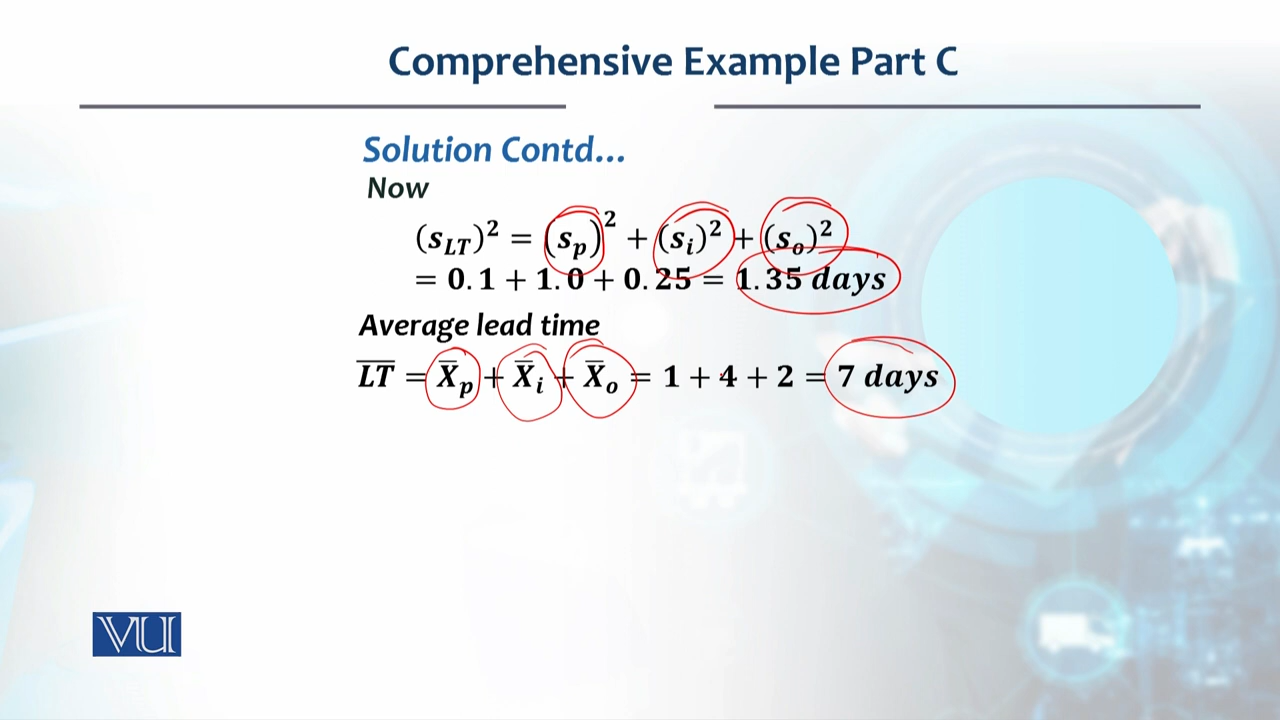 Comprehensive Example Part C
Solution Contd...
Now
(s_LT)² = (s_p)² + (s_i)² + (s_o)²
= 0.1 + 1.0 + 0.25 = 1.35 days
Average lead time
L̅T̅ = X̅_p + X̅_i + X̅_o = 1 + 4 + 2 = 7 days
VU